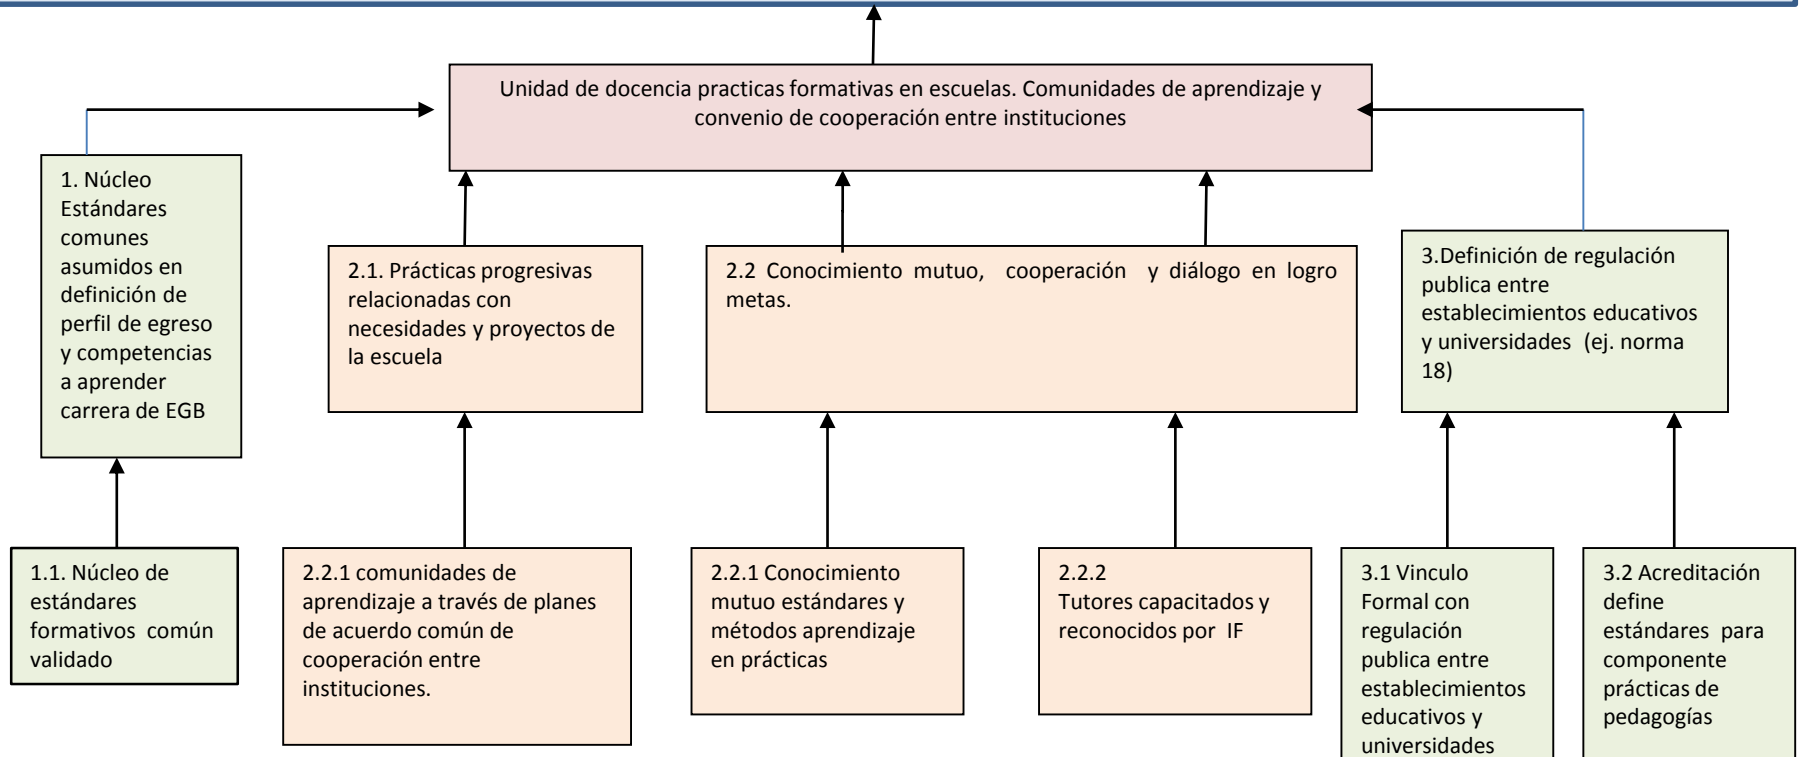 Unidad de docencia practicas formativas en escuelas. Comunidades de aprendizaje y
convenio de cooperación entre instituciones
1. Núcleo
Estándares
comunes
asumidos en
definición de
perfil de egreso
y competencias
a aprender
carrera de EGB
2.1. Prácticas progresivas
relacionadas con
necesidades y proyectos de
la escuela
2.2 Conocimiento mutuo, cooperación y diálogo en logro
metas.
3.Definición de regulación
publica entre
establecimientos educativos
y universidades (ej. norma
18)
1.1. Núcleo de
estándares
formativos común
validado
2.2.1 comunidades de
aprendizaje a través de planes
de acuerdo común de
cooperación entre
instituciones.
2.2.1 Conocimiento
mutuo estándares y
métodos aprendizaje
en prácticas
2.2.2
Tutores capacitados y
reconocidos por IF
3.1 Vinculo
Formal con
regulación
publica entre
establecimientos
educativos y
universidades
3.2 Acreditación
define
estándares para
componente
prácticas de
pedagogías